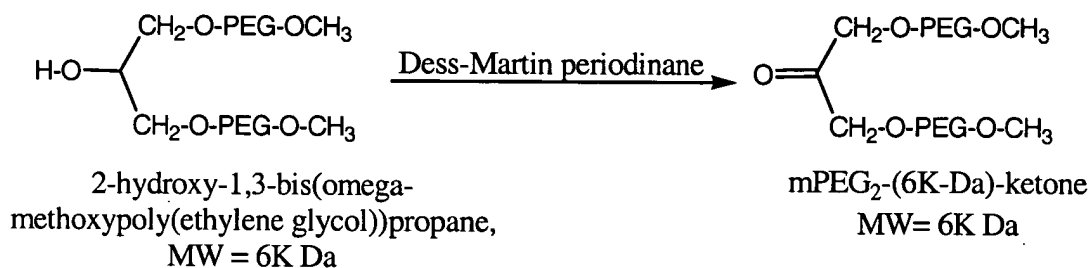 CH₂-O-PEG-OCH₃
H-O
CH₂-O-PEG-O-CH₃
Dess-Martin periodinane
CH₂-O-PEG-OCH₃
O
CH₂-O-PEG-O-CH₃
2-hydroxy-1,3-bis(omega-
methoxypoly(ethylene glycol))propane,
MW = 6K Da
mPEG₂-(6K-Da)-ketone
MW= 6K Da